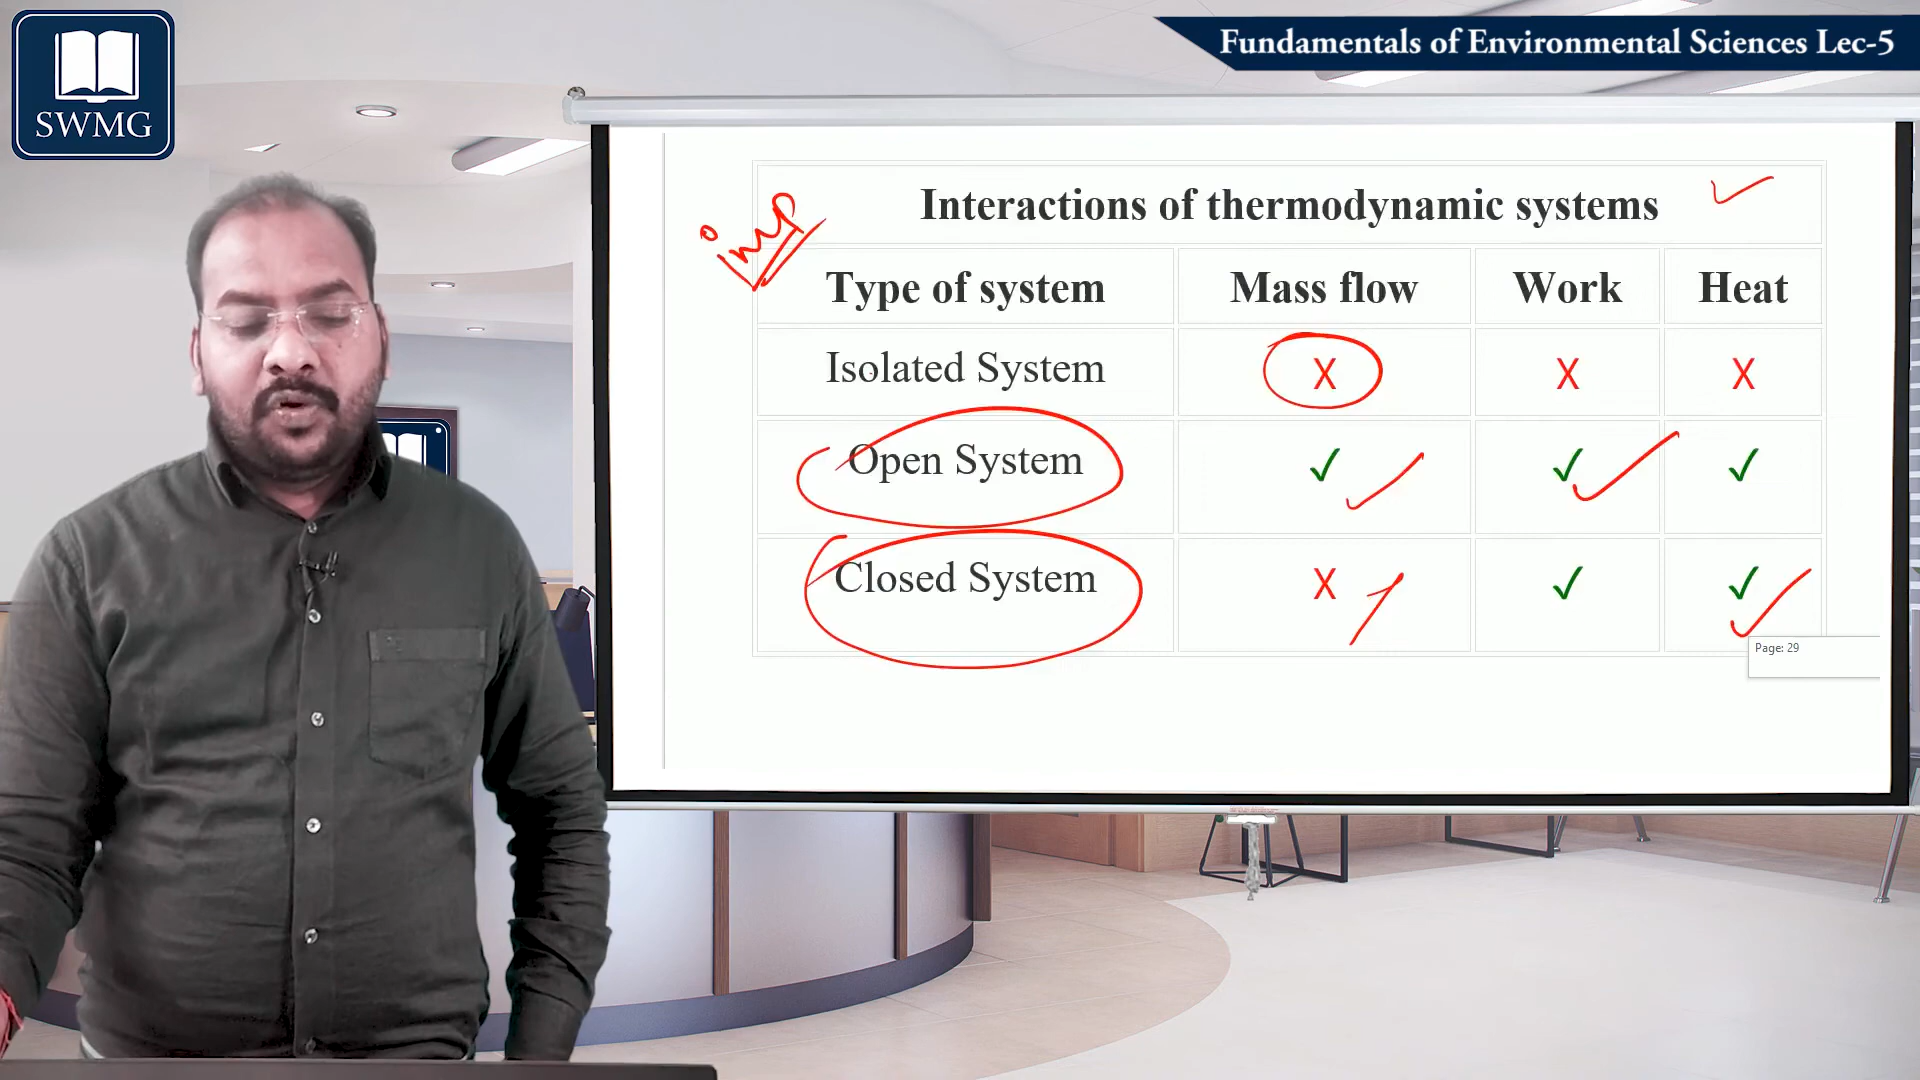 Fundamentals of Environmental Sciences Lec-5
SWMG
imp
Interactions of thermodynamic systems ✓
Type of system Mass flow Work Heat
Isolated System X X X
Open System ✓ ✓ ✓
Closed System X ✓ ✓
Page: 29